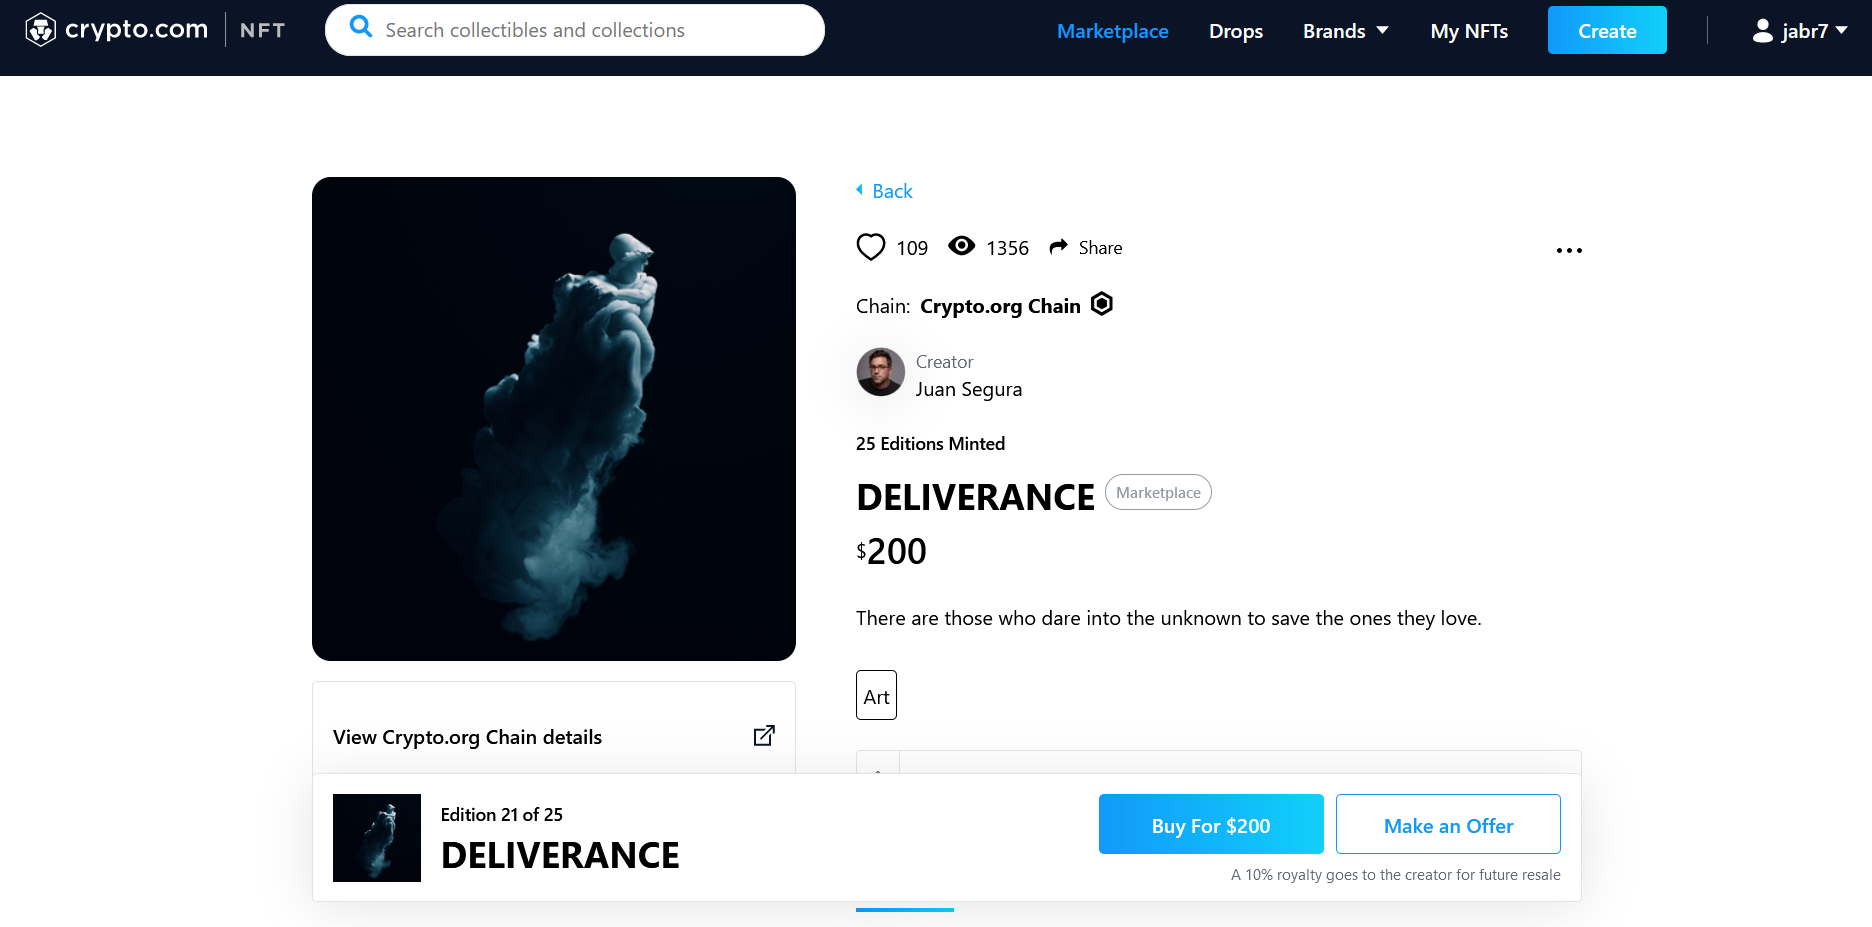 crypto.com NFT
Search collectibles and collections
Marketplace Drops Brands My NFTs Create jabr7
Back
109 1356 Share
Chain: Crypto.org Chain
Creator
Juan Segura
25 Editions Minted
DELIVERANCE Marketplace
$200
There are those who dare into the unknown to save the ones they love.
Art
View Crypto.org Chain details
Edition 21 of 25
DELIVERANCE
Buy For $200 Make an Offer
A 10% royalty goes to the creator for future resale